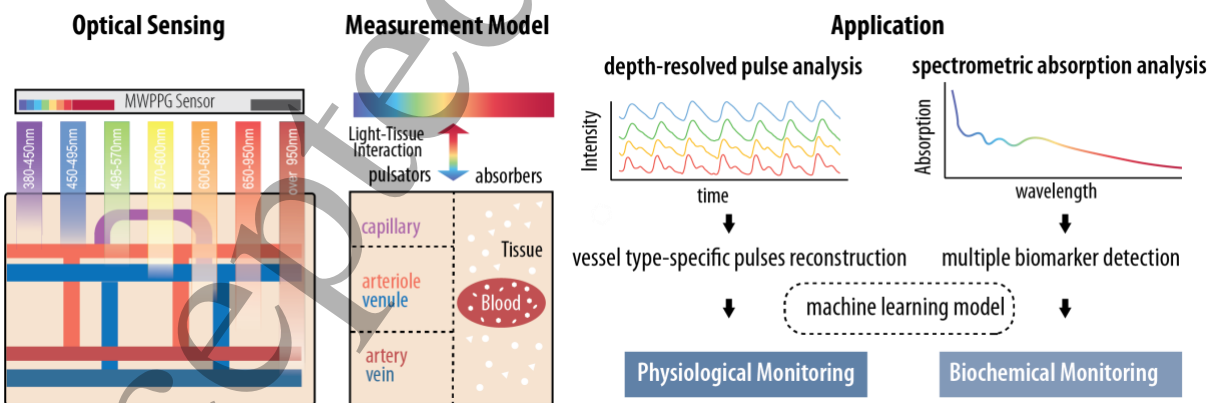 Optical Sensing
MWPPG Sensor
380-450nm
450-495nm
495-570nm
570-600nm
600-650nm
650-950nm
over 950nm
Measurement Model
Light-Tissue
Interaction
pulsators
absorbers
capillary
arteriole
venule
artery
vein
Tissue
Blood
Application
depth-resolved pulse analysis
Intensity
time
vessel type-specific pulses reconstruction
spectrometric absorption analysis
Absorption
wavelength
multiple biomarker detection
machine learning model
Physiological Monitoring
Biochemical Monitoring